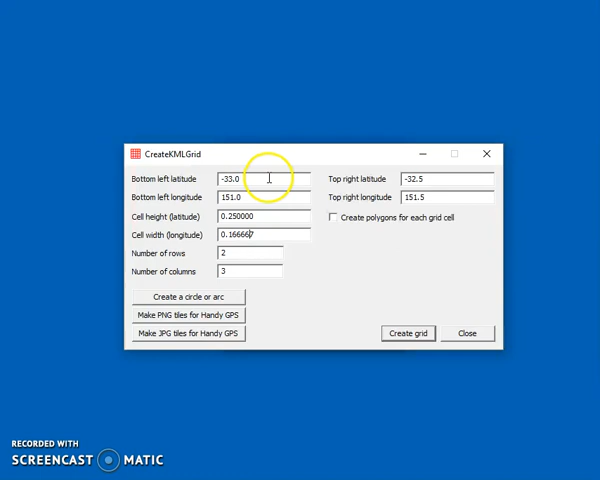 CreateKMLGrid
Bottom left latitude -33.0 Top right latitude -32.5
Bottom left longitude 151.0 Top right longitude 151.5
Cell height (latitude) 0.250000 Create polygons for each grid cell
Cell width (longitude) 0.166667
Number of rows 2
Number of columns 3
Create a circle or arc
Make PNG tiles for Handy GPS
Make JPG tiles for Handy GPS Create grid Close
RECORDED WITH
SCREENCAST MATIC